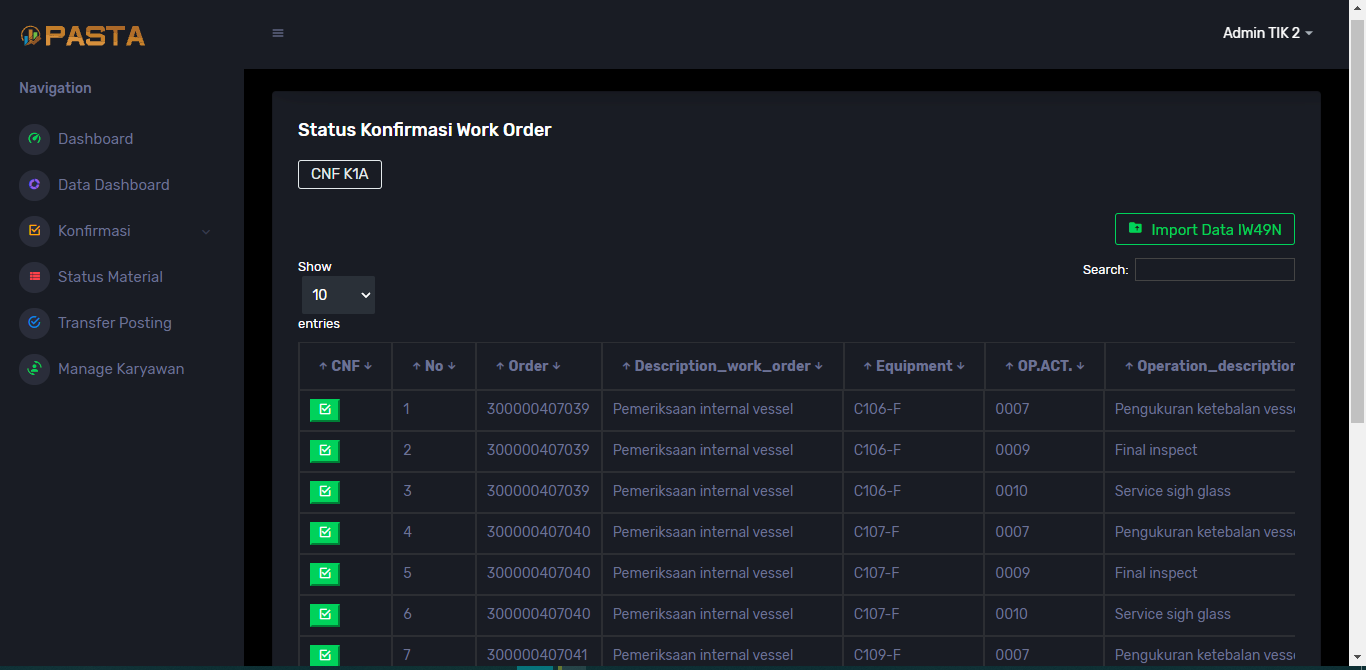 PASTA
Admin TIK 2
Navigation
Dashboard
Data Dashboard
Konfirmasi
Status Material
Transfer Posting
Manage Karyawan
Status Konfirmasi Work Order
CNF K1A
Import Data IW49N
Show
10
entries
Search:
CNF No Order Description_work_order Equipment OP.ACT. Operation_description
1 300000407039 Pemeriksaan internal vessel C106-F 0007 Pengukuran ketebalan vesse
2 300000407039 Pemeriksaan internal vessel C106-F 0009 Final inspect
3 300000407039 Pemeriksaan internal vessel C106-F 0010 Service sigh glass
4 300000407040 Pemeriksaan internal vessel C107-F 0007 Pengukuran ketebalan vesse
5 300000407040 Pemeriksaan internal vessel C107-F 0009 Final inspect
6 300000407040 Pemeriksaan internal vessel C107-F 0010 Service sigh glass
7 300000407041 Pemeriksaan internal vessel C109-F 0007 Pengukuran ketebalan vesse